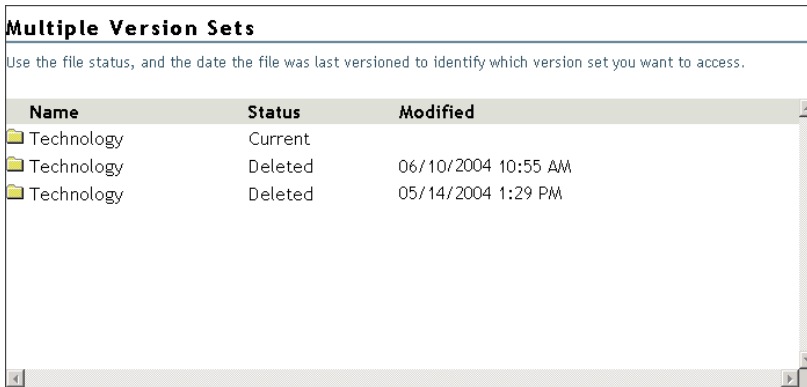 Multiple Version Sets
Use the file status, and the date the file was last versioned to identify which version set you want to access.
Name Status Modified
Technology Current
Technology Deleted 06/10/2004 10:55 AM
Technology Deleted 05/14/2004 1:29 PM